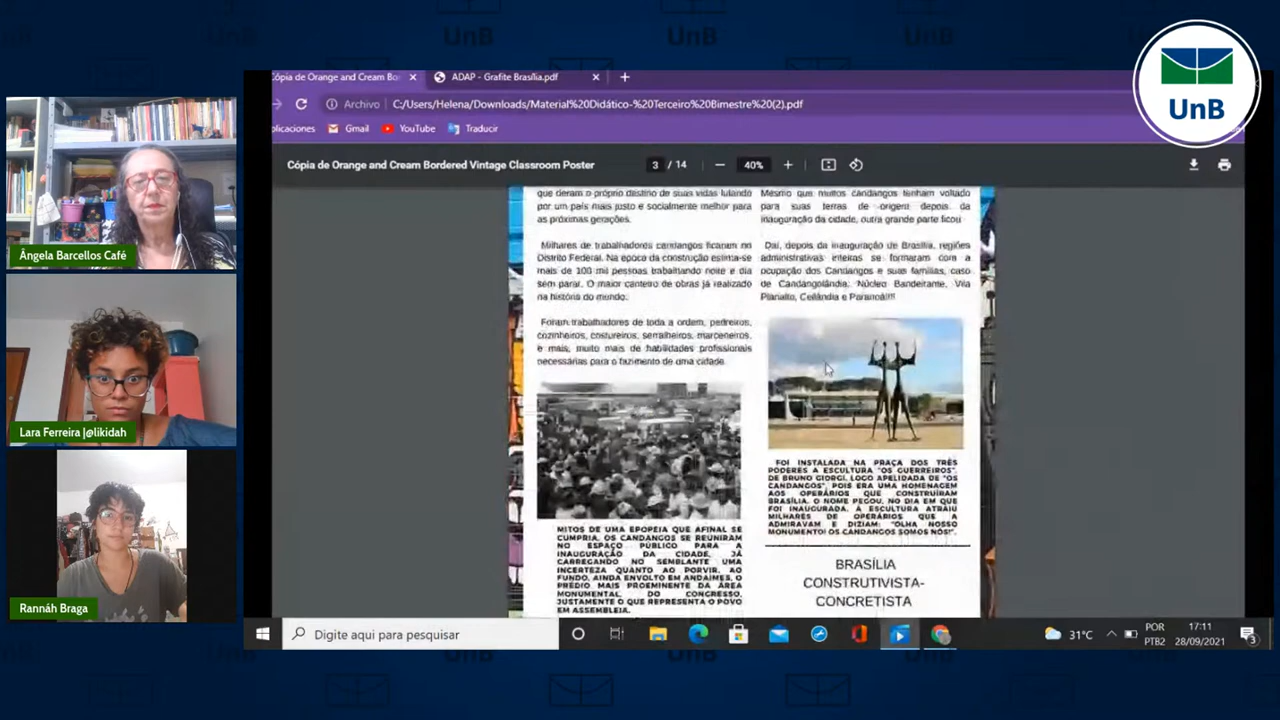 UnB
UnB
UnB
UnB
Cópia de Orange and Cream Bo
ADAP - Grafite Brasília.pdf
Archivo
C:/Users/Helena/Downloads/Material%20Didático-%20Terceiro%20Bimestre%20(2).pdf
plicaciones
Gmail
YouTube
Traducir
Cópia de Orange and Cream Bordered Vintage Classroom Poster
3 / 14
40%
que deram o próprio destino de suas vidas lutando
por um país mais justo e socialmente melhor para
as próximas gerações.
Milhares de trabalhadores candangos ficaram no
Distrito Federal. Na época da construção estima-se
mais de 100 mil pessoas trabalhando noite e dia
sem parar. O maior canteiro de obras já realizado
na história do mundo.
Foram trabalhadores de toda a ordem, pedreiros,
cozinheiros, costureiros, serralheiros, marceneiros,
e mais, muito mais de habilidades profissionais
necessárias para o fazimento de uma cidade.
MITOS DE UMA EPOPÉIA QUE AFINAL SE
CUMPRIA, OS CANDANGOS SE REUNIRAM
NO ESPAÇO PÚBLICO PARA A
INAUGURAÇÃO DA CIDADE, JÁ
CARREGANDO NO SEMBLANTE UMA
INCERTEZA QUANTO AO PORVIR. AO
FUNDO, AINDA ENVOLTO EM ANDAIMES, O
PRÉDIO MAIS PROEMINENTE DA ÁREA
MONUMENTAL, DO CONGRESSO,
JUSTAMENTE O QUE REPRESENTA O POVO
EM ASSEMBLEIA.
Mesmo que muitos candangos tenham voltado
para suas terras de origem depois da
inauguração da cidade, outra grande parte ficou
Daí, depois da inauguração de Brasília, regiões
administrativas inteiras se formaram com a
ocupação dos Candangos e suas famílias, caso
de Candangolândia, Núcleo Bandeirante, Vila
Planalto, Ceilândia e Paranoá!!!!
FOI INSTALADA NA PRAÇA DOS TRÊS
PODERES A ESCULTURA "OS GUERREIROS",
DE BRUNO GIORGI, LOGO APELIDADA DE "OS
CANDANGOS", POIS ERA UMA HOMENAGEM
AOS OPERÁRIOS QUE CONSTRUÍRAM
BRASÍLIA. O NOME PEGOU. NO DIA EM QUE
FOI INAUGURADA, A ESCULTURA ATRAIU
MILHARES DE OPERÁRIOS QUE A
ADMIRAVAM E DIZIAM: "OLHA NOSSO
MONUMENTO! OS CANDANGOS SOMOS NÓS!".
BRASÍLIA
CONSTRUTIVISTA-
CONCRETISTA
Ângela Barcellos Café
Lara Ferreira |@likidah
Rannáh Braga
Digite aqui para pesquisar
31°C
POR
PTB2
17:11
28/09/2021
3
UnB
UnB